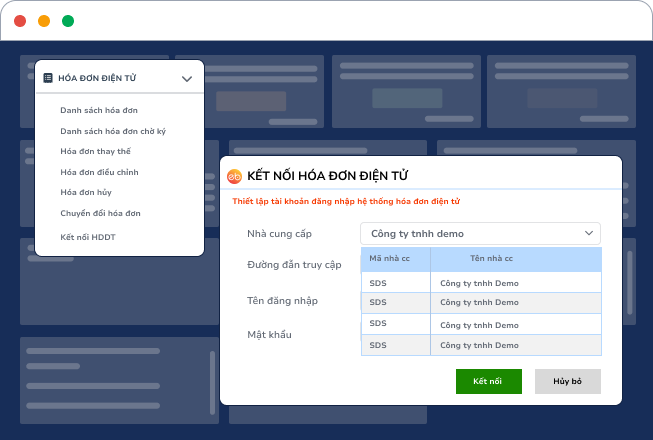 HÓA ĐƠN ĐIỆN TỬ
Danh sách hóa đơn
Danh sách hóa đơn chờ ký
Hóa đơn thay thế
Hóa đơn điều chỉnh
Hóa đơn hủy
Chuyển đổi hóa đơn
Kết nối HDDT
KẾT NỐI HÓA ĐƠN ĐIỆN TỬ
Thiết lập tài khoản đăng nhập hệ thống hóa đơn điện tử
Nhà cung cấp Công ty tnhh demo
Đường đẫn truy cập
Tên đăng nhập
Mật khẩu
Mã nhà cc Tên nhà cc
SDS Công ty tnhh Demo
SDS Công ty tnhh Demo
SDS Công ty tnhh Demo
SDS Công ty tnhh Demo
Kết nối Hủy bỏ